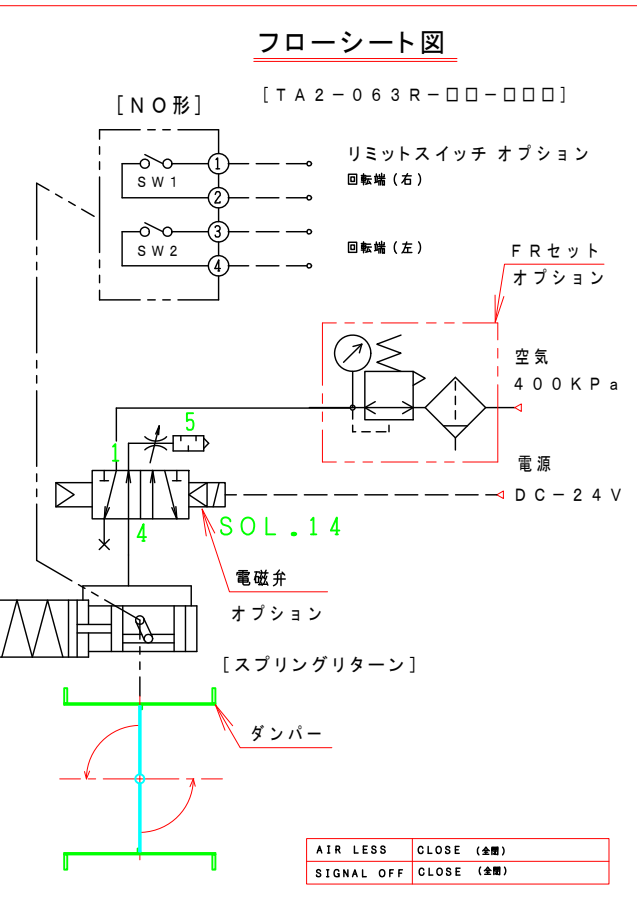 フローシート図
[TA2-063R-□□-□□□]
[NO形]
リミットスイッチ オプション
回転端(右)
回転端(左)
SW1
SW2
1
2
3
4
FRセット
オプション
空気
400KPa
電源
DC-24V
5
1
4
SOL.14
電磁弁
オプション
[スプリングリターン]
ダンパー
AIR LESS CLOSE (全閉)
SIGNAL OFF CLOSE (全閉)